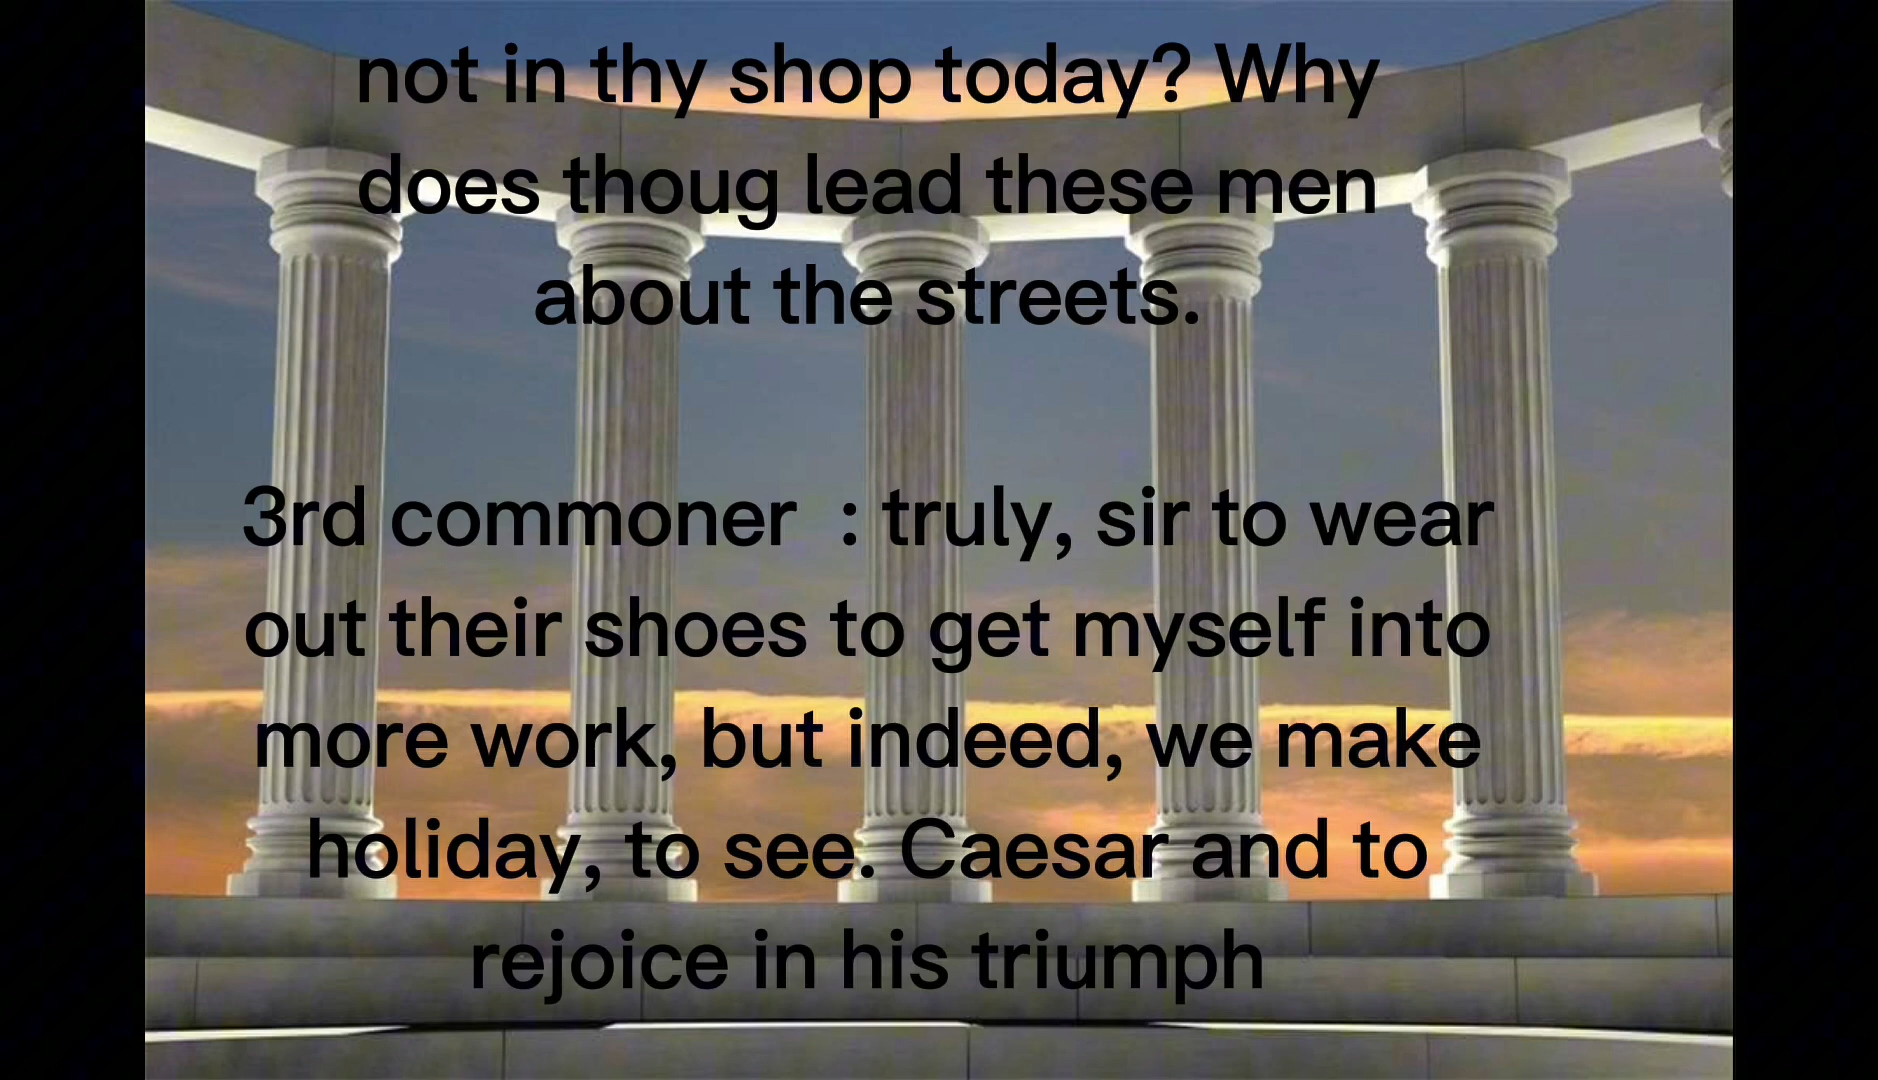 not in thy shop today? Why
does thoug lead these men
about the streets.
3rd commoner  : truly, sir to wear
out their shoes to get myself into
more work, but indeed, we make
holiday, to see. Caesar and to
rejoice in his triumph